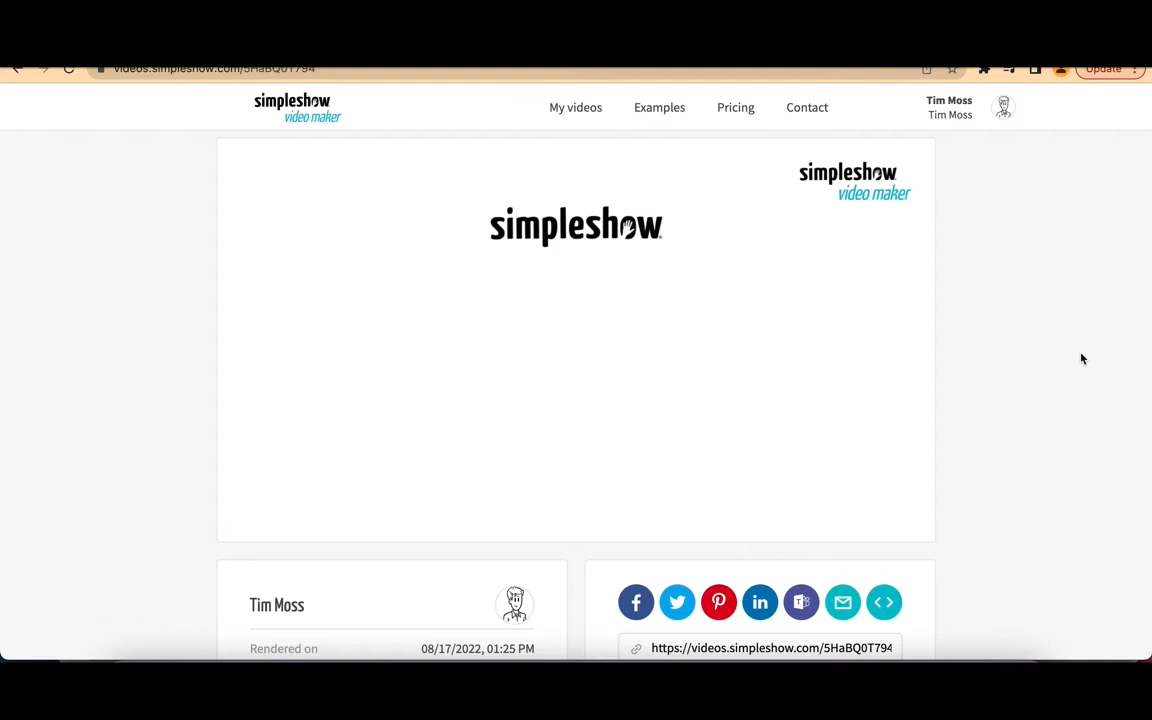 videos.simpleshow.com/5HaBQ0T794
Update
simpleshow
video maker
My videos
Examples
Pricing
Contact
Tim Moss
Tim Moss
simpleshow
video maker
simpleshow
Tim Moss
Rendered on
08/17/2022, 01:25 PM
https://videos.simpleshow.com/5HaBQ0T794